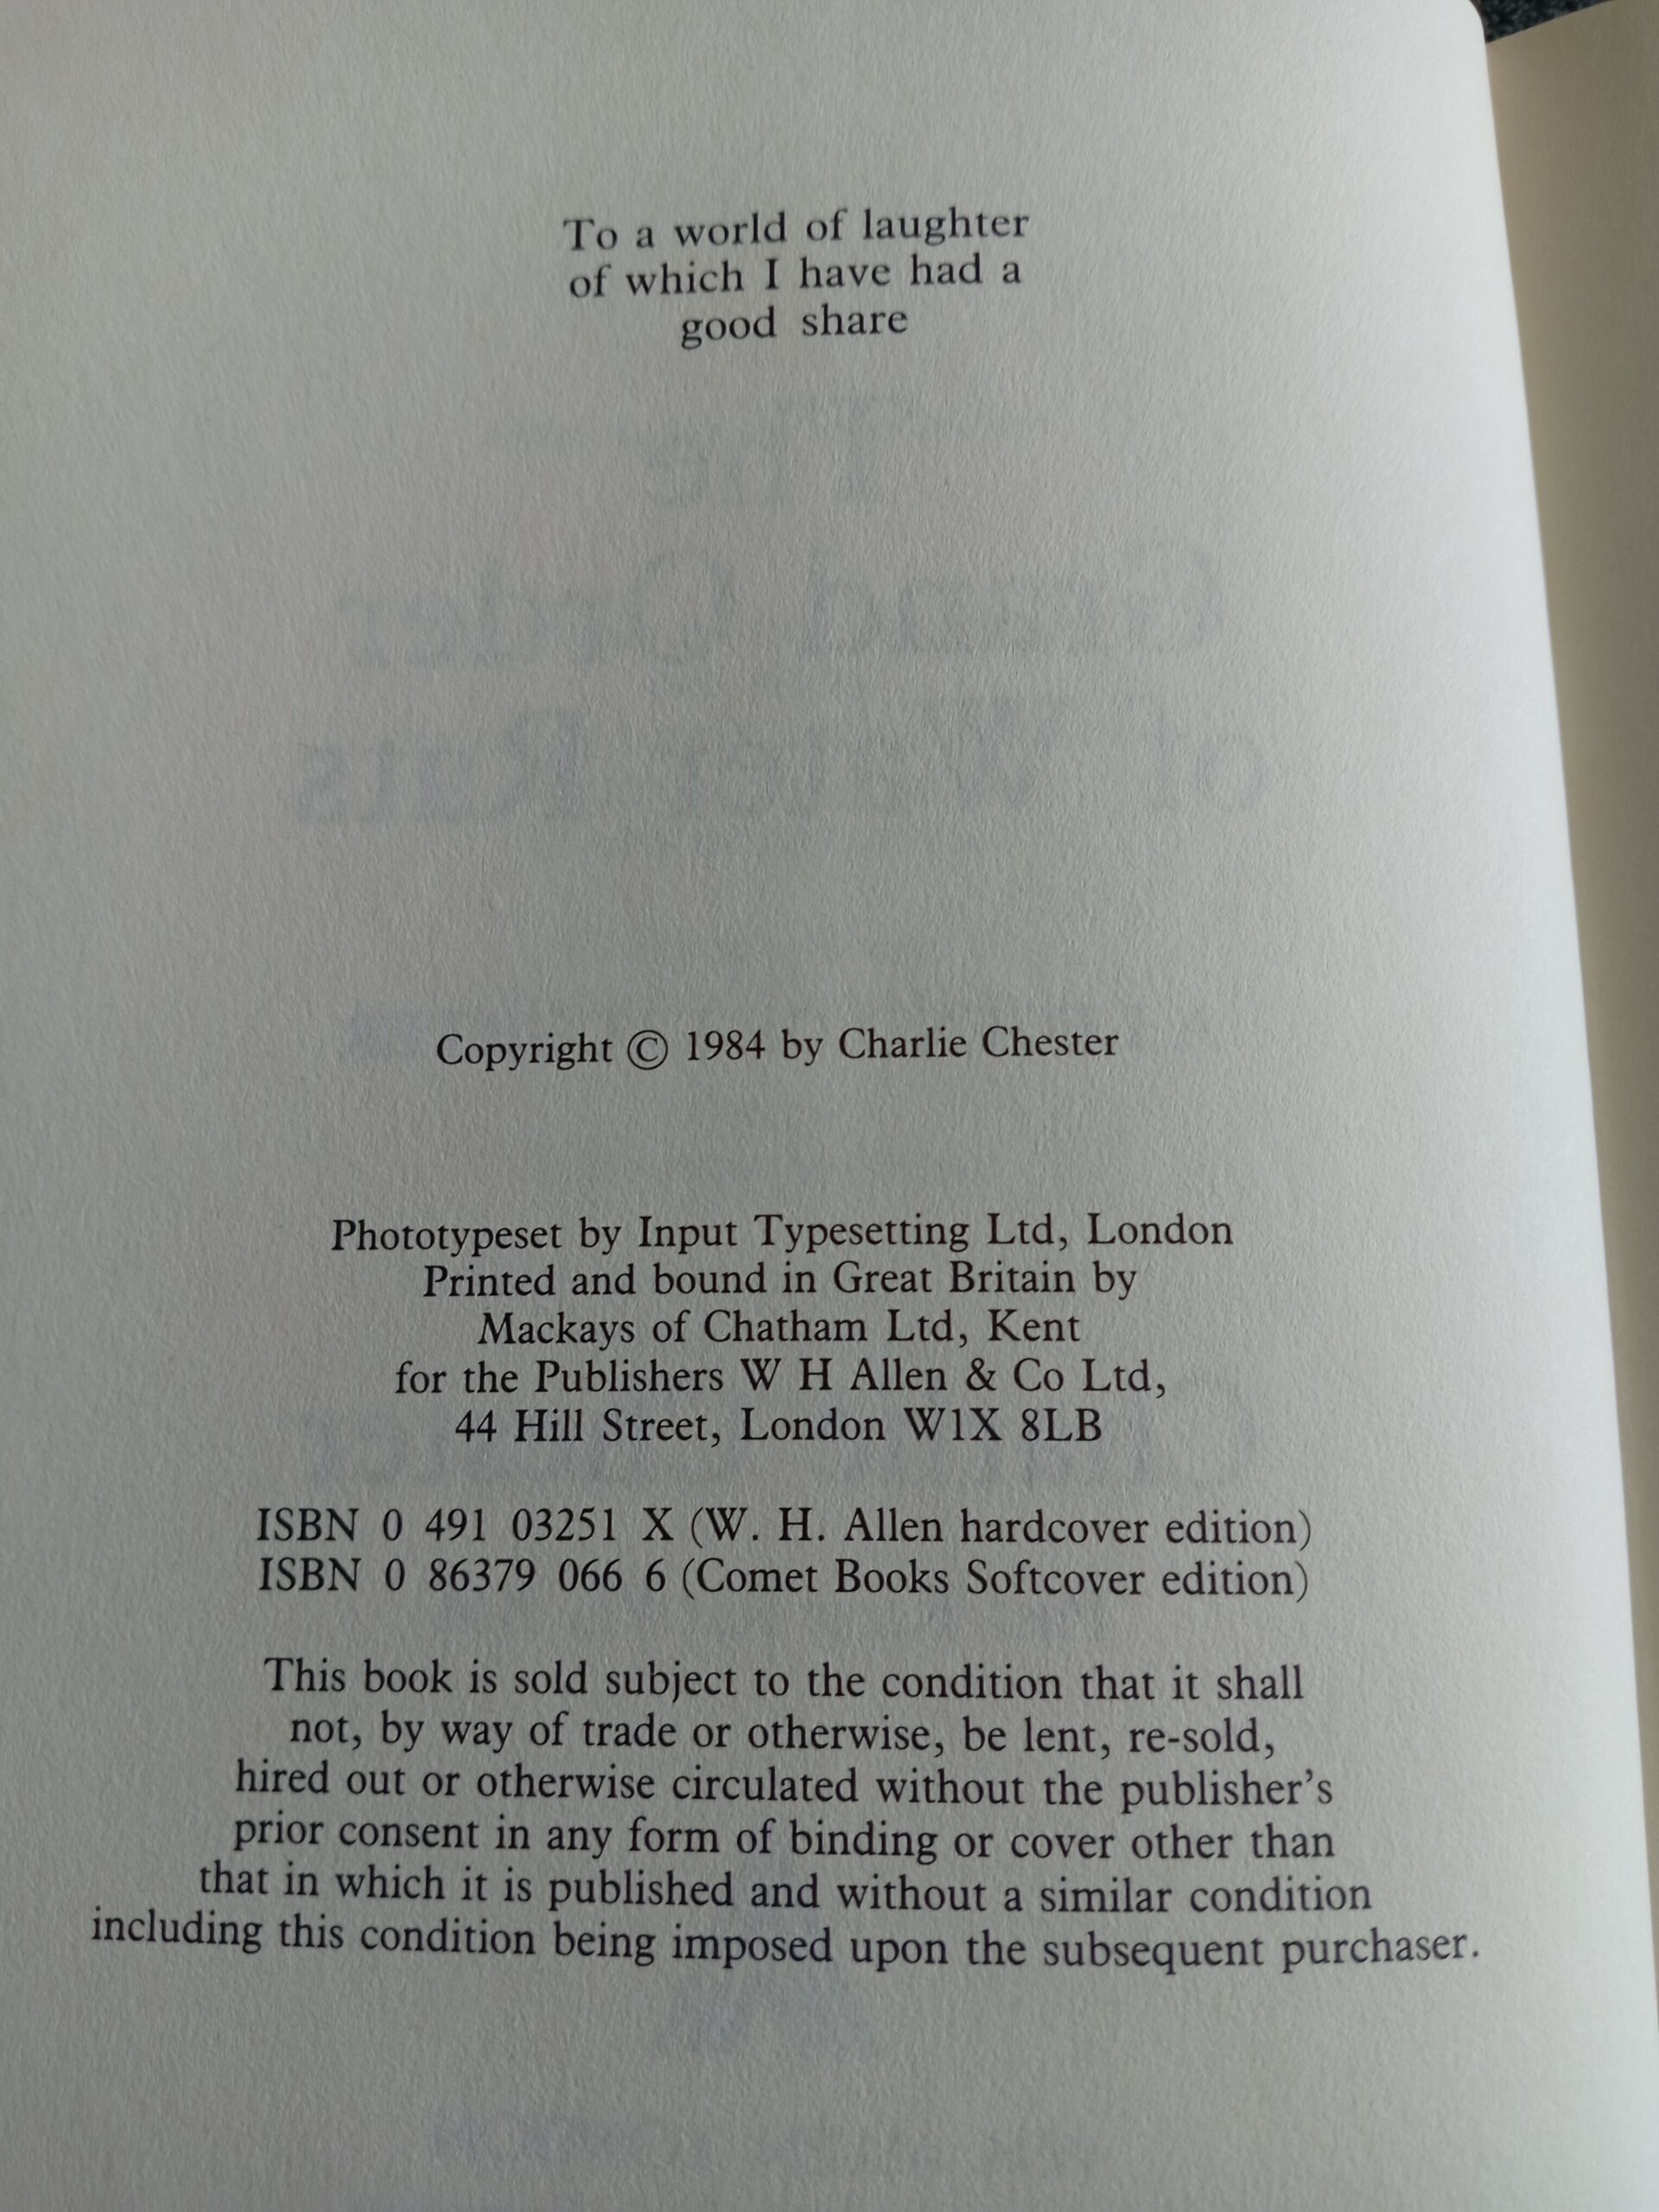 To a world of laughter
of which I have had a
good share
The
Grand Order
of Water Rats
Copyright © 1984 by Charlie Chester
Phototypeset by Input Typesetting Ltd, London
Printed and bound in Great Britain by
Mackays of Chatham Ltd, Kent
for the Publishers W H Allen & Co Ltd,
44 Hill Street, London W1X 8LB
ISBN 0 491 03251 X (W. H. Allen hardcover edition)
ISBN 0 86379 066 6 (Comet Books Softcover edition)
This book is sold subject to the condition that it shall
not, by way of trade or otherwise, be lent, re-sold,
hired out or otherwise circulated without the publisher's
prior consent in any form of binding or cover other than
that in which it is published and without a similar condition
including this condition being imposed upon the subsequent purchaser.